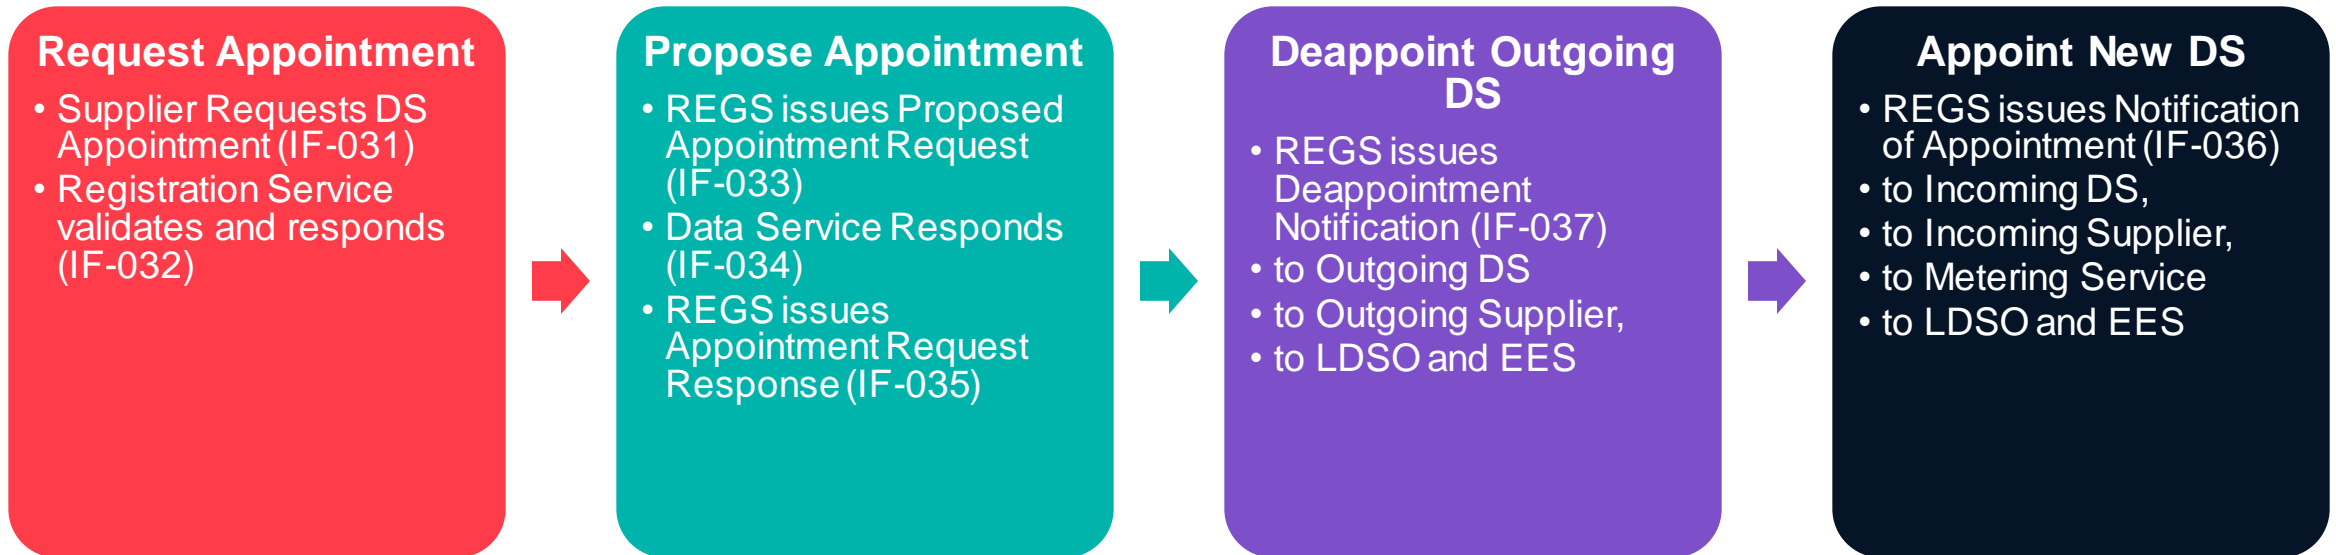 Request Appointment
• Supplier Requests DS
Appointment (IF-031)
• Registration Service
validates and responds
(IF-032)
Propose Appointment
• REGS issues Proposed
Appointment Request
(IF-033)
• Data Service Responds
(IF-034)
• REGS issues
Appointment Request
Response (IF-035)
Deappoint Outgoing
DS
• REGS issues
Deappointment
Notification (IF-037)
• to Outgoing DS
• to Outgoing Supplier,
• to LDSO and EES
Appoint New DS
• REGS issues Notification
of Appointment (IF-036)
• to Incoming DS,
• to Incoming Supplier,
• to Metering Service
• to LDSO and EES